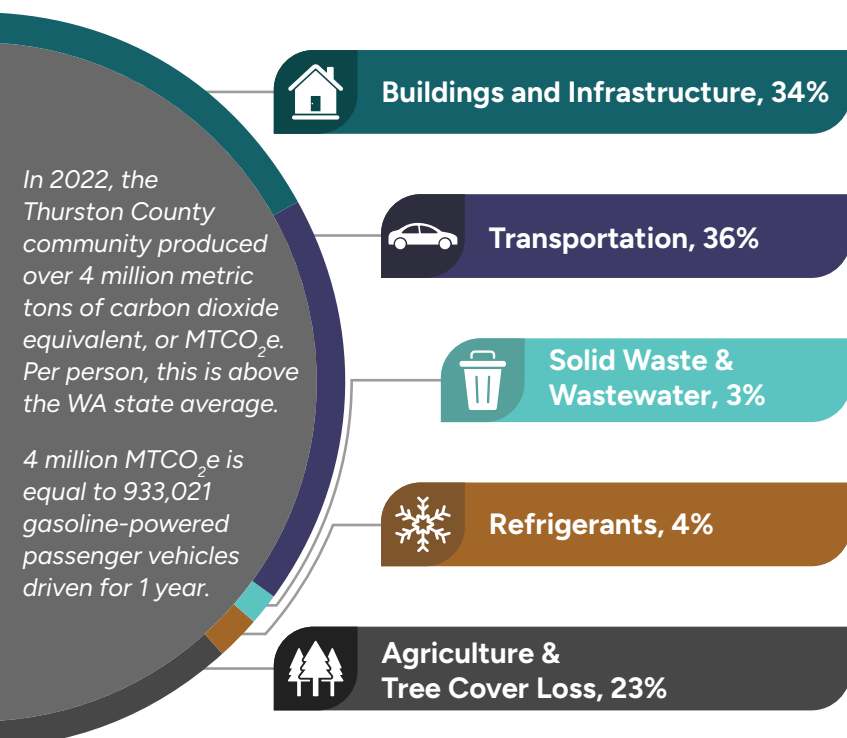 In 2022, the
Thurston County
community produced
over 4 million metric
tons of carbon dioxide
equivalent, or MTCO₂e.
Per person, this is above
the WA state average.
4 million MTCO₂e is
equal to 933,021
gasoline-powered
passenger vehicles
driven for 1 year.
Buildings and Infrastructure, 34%
Transportation, 36%
Solid Waste &
Wastewater, 3%
Refrigerants, 4%
Agriculture &
Tree Cover Loss, 23%